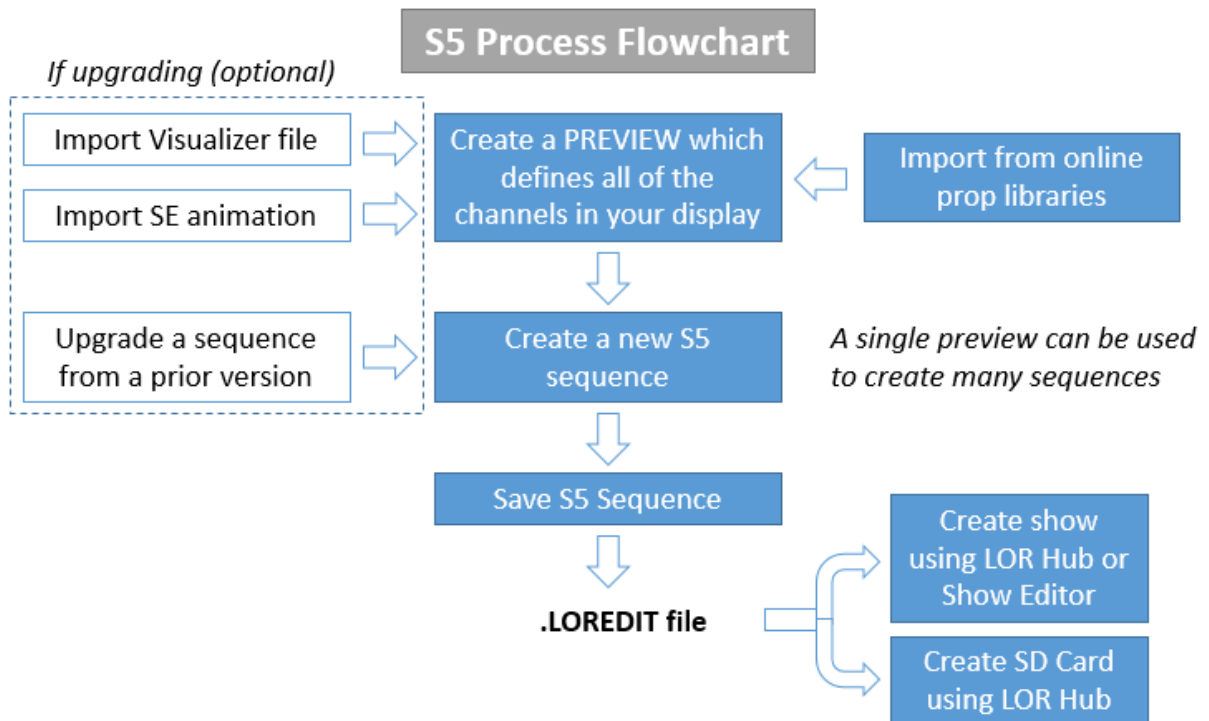 S5 Process Flowchart
If upgrading (optional)
Import Visualizer file
Import SE animation
Create a PREVIEW which
defines all of the
channels in your display
Import from online
prop libraries
Upgrade a sequence
from a prior version
Create a new S5
sequence
A single preview can be used
to create many sequences
Save S5 Sequence
.LOREDIT file
Create show
using LOR Hub or
Show Editor
Create SD Card
using LOR Hub